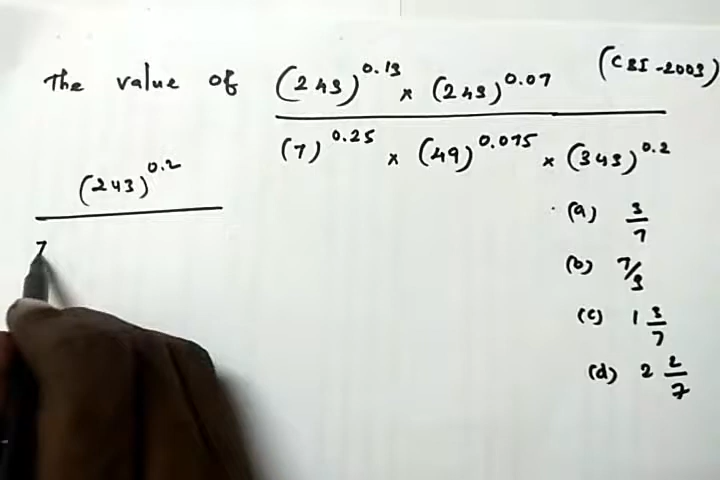 The value of (243)^0.13 × (243)^0.07 (CBI-2003)
(7)^0.25 × (49)^0.075 × (343)^0.2
(243)^0.2
7
(a) 3/7
(b) 7/3
(c) 1 3/7
(d) 2 2/7